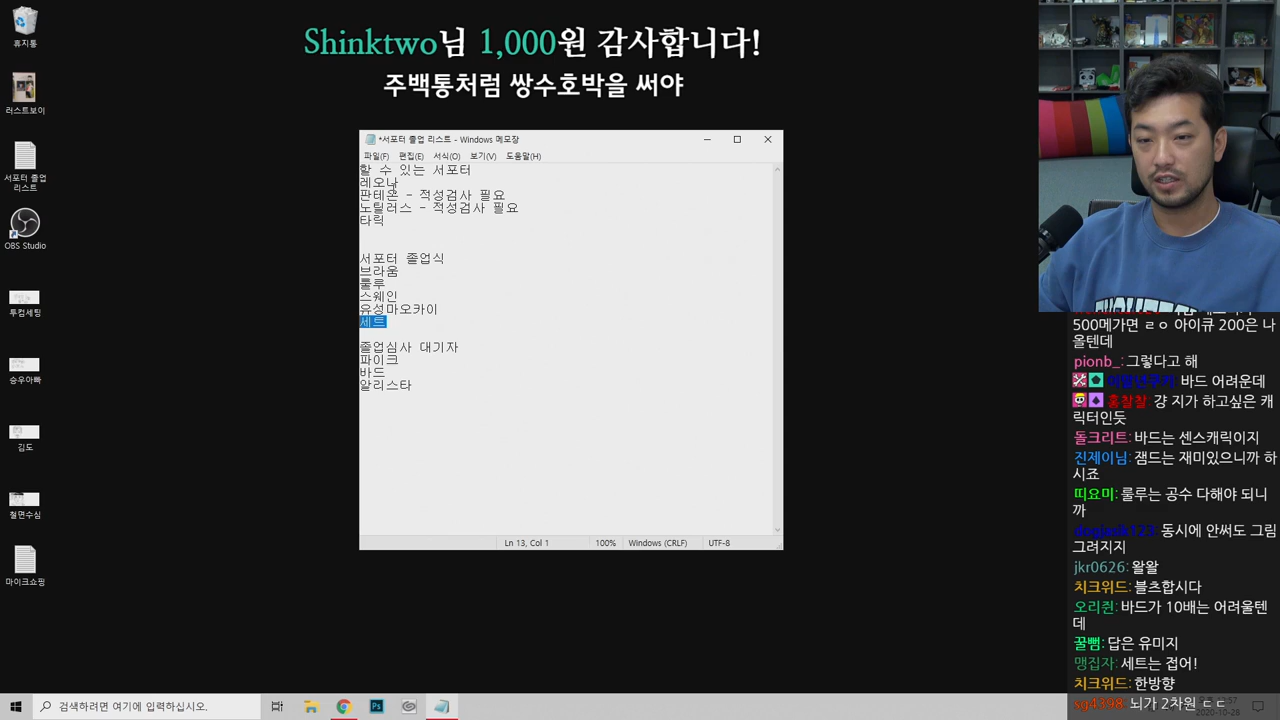 Shinktwo님 1,000원 감사합니다!
주백통처럼 쌍수호박을 써야
휴지통
러스트보이
서포터 졸업
리스트
OBS Studio
투컴세팅
승우아빠
김도
철면수심
마이크쇼핑
*서포터 졸업 리스트 - Windows 메모장
파일(F) 편집(E) 서식(O) 보기(V) 도움말(H)
할 수 있는 서포터
레오나
판테온 - 적성검사 필요
노틸러스 - 적성검사 필요
타릭
서포터 졸업식
브라움
룰루
스웨인
유성마오카이
세트
졸업심사 대기자
파이크
바드
알리스타
Ln 13, Col 1 100% Windows (CRLF) UTF-8
500메가면 ㄹㅇ 아이큐 200은 나
올텐데
pionb_: 그렇다고 해
바드 어려운데
홍찰찰: 걍 지가 하고싶은 캐
릭터인듯
돌크리트: 바드는 센스캐릭이지
진제이님: 잼드는 재미있으니까 하
시죠
띠요미: 룰루는 공수 다해야 되니
까
동시에 안써도 그림
그려지지
jkr0626: 왈왈
치크위드: 블츠합시다
오리쥔: 바드가 10배는 어려울텐
데
꿀뻠: 답은 유미지
맹집자: 세트는 접어!
치크위드: 한방향
sg4398: 뇌가 2차원 ㄷㄷ
검색하려면 여기에 입력하십시오.
2020-10-28